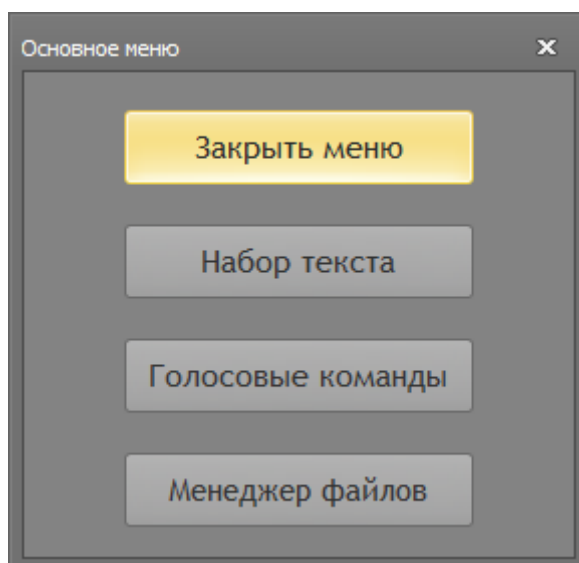 Основное меню
Закрыть меню
Набор текста
Голосовые команды
Менеджер файлов